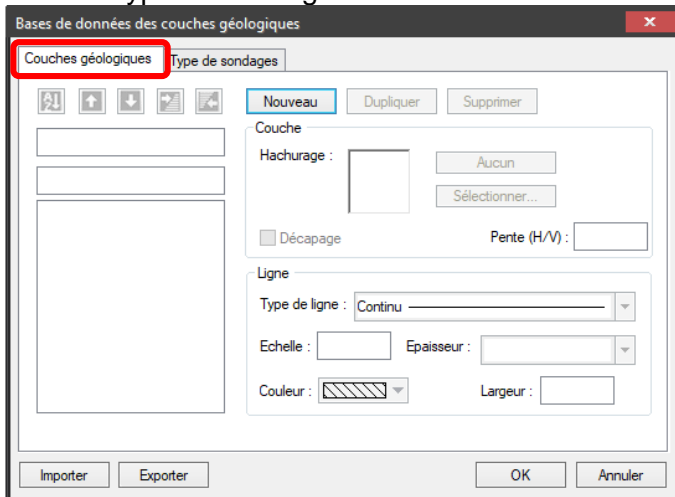 Bases de données des couches géologiques
Couches géologiques Type de sondages
Nouveau Dupliquer Supprimer
Couche
Hachurage :
Aucun
Sélectionner...
Décapage Pente (H/V) :
Ligne
Type de ligne : Continu
Echelle : Epaisseur :
Couleur : Largeur :
Importer Exporter OK Annuler